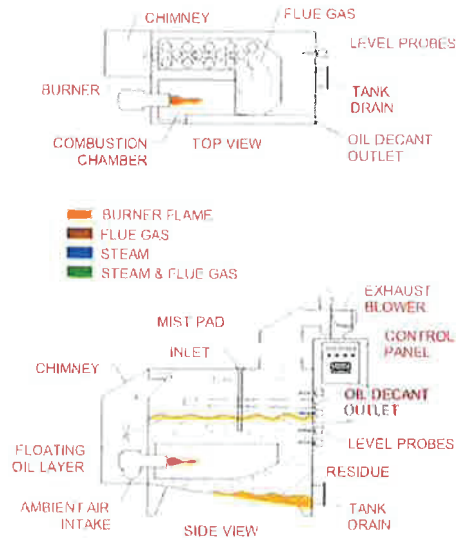 CHIMNEY
FLUE GAS
LEVEL PROBES
BURNER
TANK
DRAIN
COMBUSTION
CHAMBER
TOP VIEW
OIL DECANT
OUTLET
BURNER FLAME
FLUE GAS
STEAM
STEAM & FLUE GAS
EXHAUST
BLOWER
MIST PAD
CONTROL
PANEL
INLET
CHIMNEY
OIL DECANT
OUTLET
LEVEL PROBES
FLOATING
OIL LAYER
RESIDUE
AMBIENT AIR
INTAKE
TANK
DRAIN
SIDE VIEW